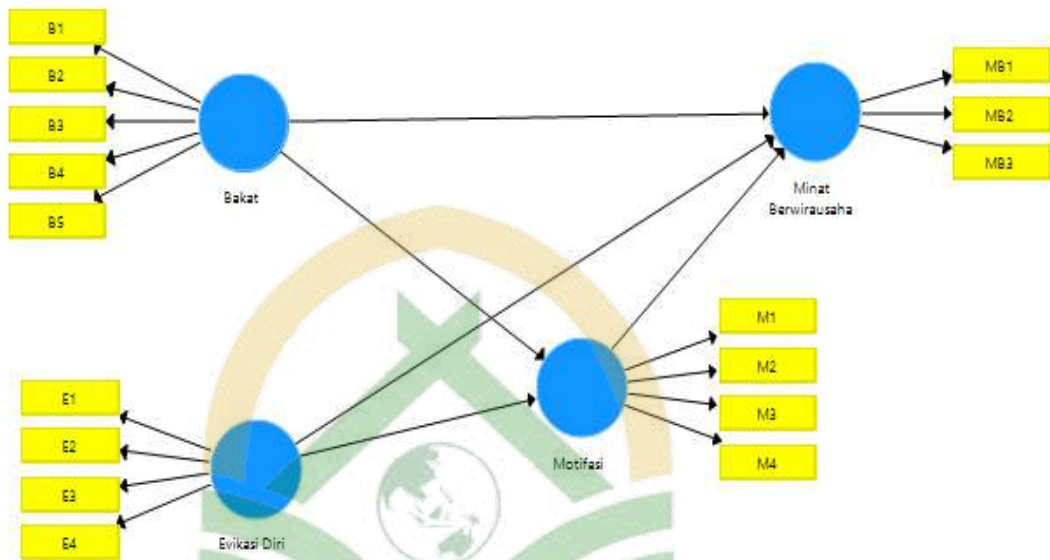 B1
B2
B3
B4
B5
Bakat
MB1
MB2
MB3
Minat
Berwirausaha
M1
M2
M3
M4
Motifasi
E1
E2
E3
E4
Evikasi Diri